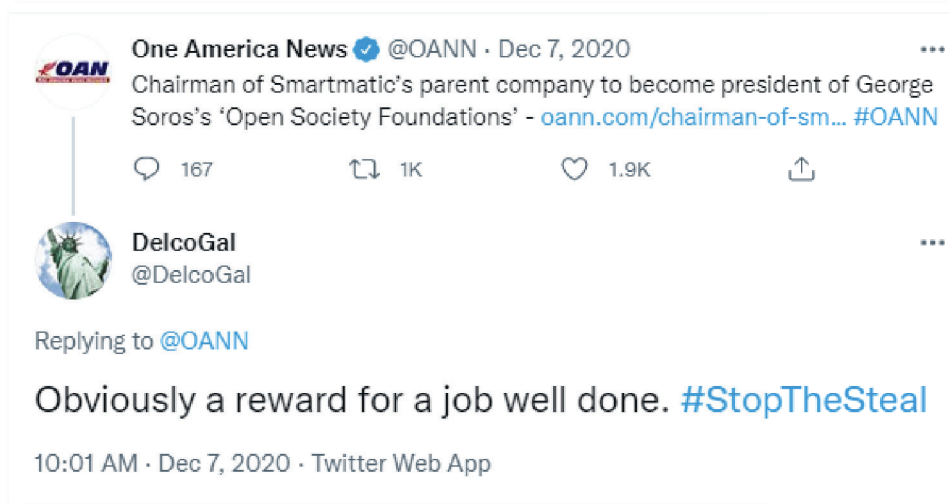 One America News @OANN · Dec 7, 2020
OAN
Chairman of Smartmatic's parent company to become president of George
Soros's 'Open Society Foundations' - oann.com/chairman-of-sm... #OANN
167 1K 1.9K
DelcoGal
@DelcoGal
Replying to @OANN
Obviously a reward for a job well done. #StopTheSteal
10:01 AM · Dec 7, 2020 · Twitter Web App